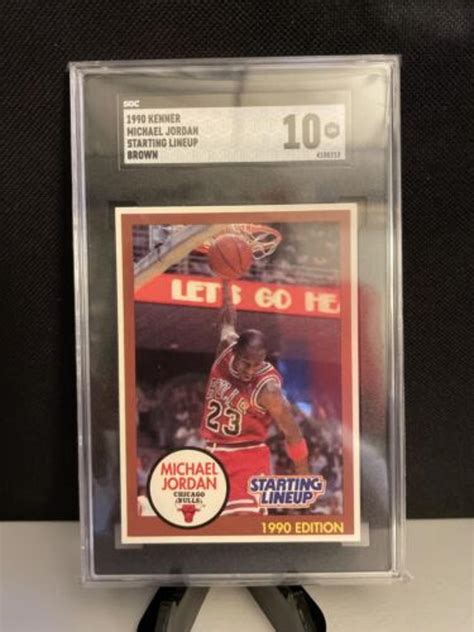 SGC
1990 KENNER
MICHAEL JORDAN
STARTING LINEUP
BROWN
10
LET'S GO HEA
BULLS
23
MICHAEL
JORDAN
CHICAGO
BULLS
STARTING
LINEUP
1990 EDITION